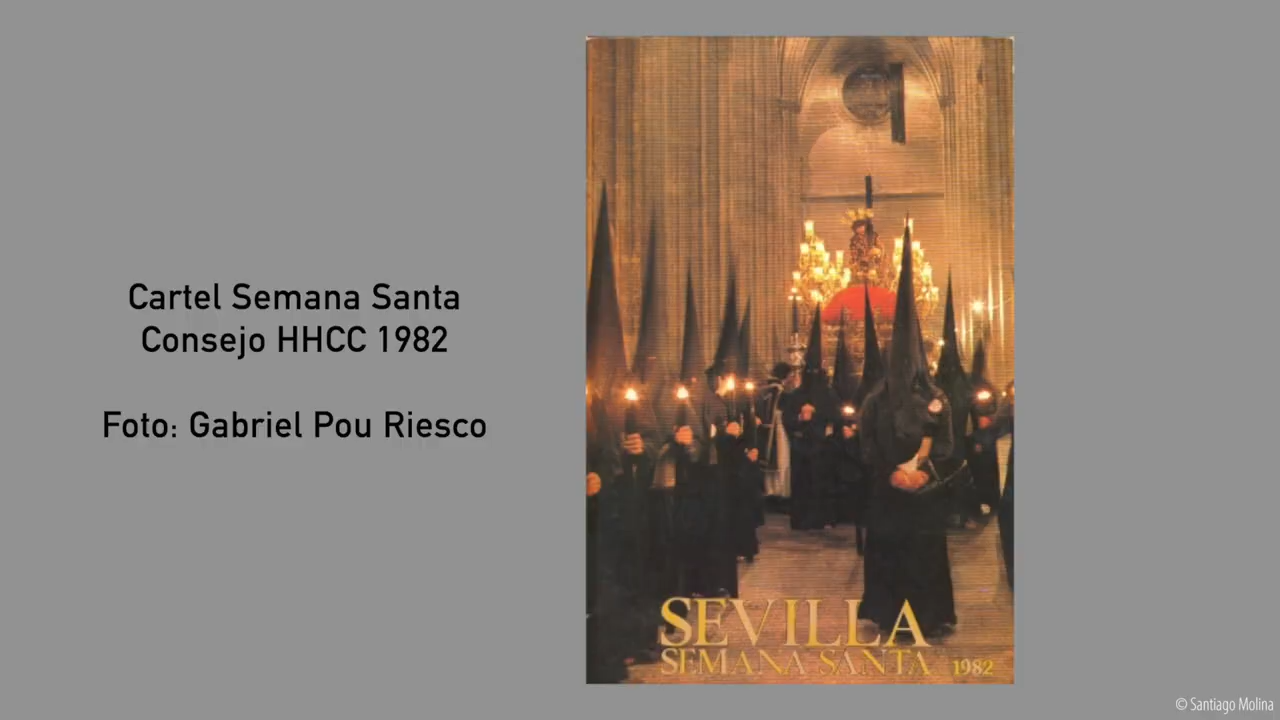 Cartel Semana Santa
Consejo HHCC 1982
Foto: Gabriel Pou Riesco
SEVILLA
SEMANA SANTA 1982
© Santiago Molina